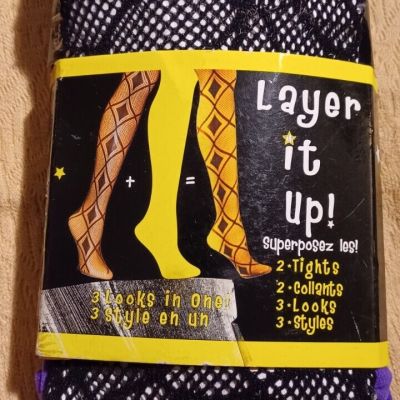 Layer
it
up!
Superposez les!
2•Tights
2•Collants
3•Looks
3•Styles
+
=
3 Looks in One!
3 style en un